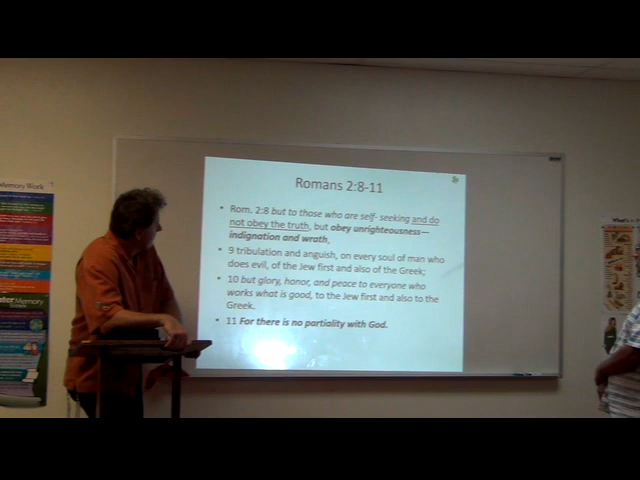 Romans 2:8-11
• Rom. 2:8 but to those who are self- seeking and do
not obey the truth, but obey unrighteousness—
indignation and wrath,
• 9 tribulation and anguish, on every soul of man who
does evil, of the Jew first and also of the Greek;
• 10 but glory, honor, and peace to everyone who
works what is good, to the Jew first and also to the
Greek.
• 11 For there is no partiality with God.
Memory Work
Memory
What's